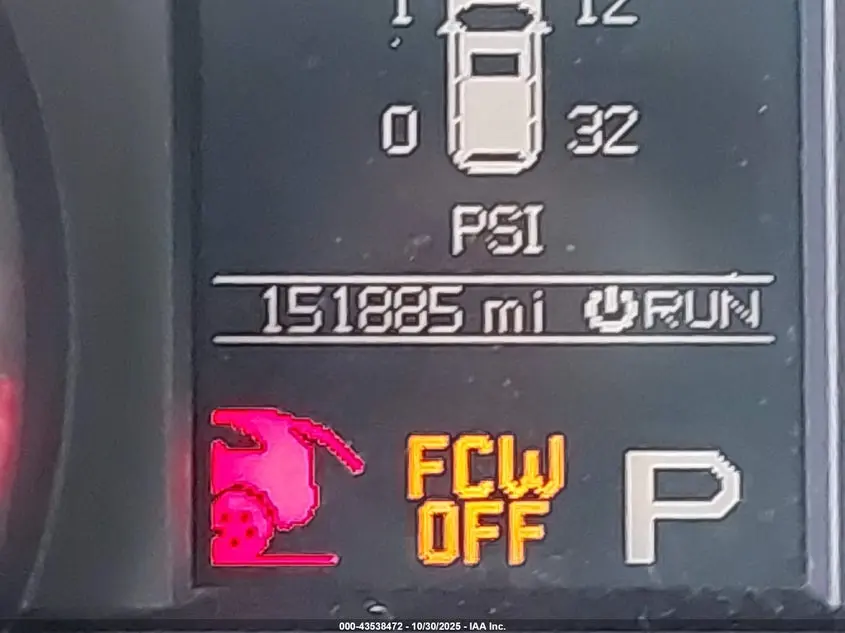 1 12
0 32
PSI
151885 mi RUN
FCW
OFF P
000-43538472 - 10/30/2025 - IAA Inc.